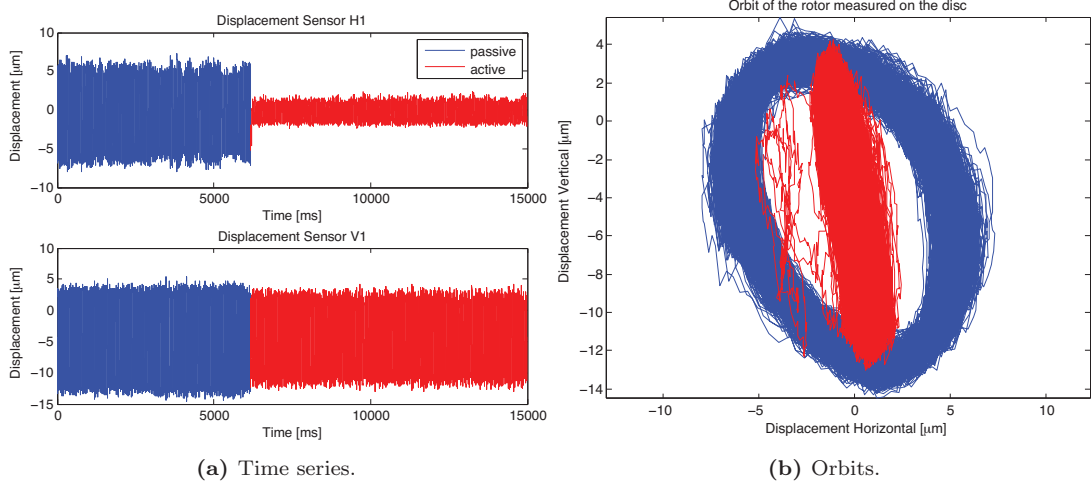 Displacement Sensor H1
10
5
0
−5
−10
Displacement [μm]
passive
active
0
5000
10000
15000
Time [ms]
Displacement Sensor V1
10
5
0
−5
−10
−15
Displacement [μm]
0
5000
10000
15000
Time [ms]
(a) Time series.
Orbit of the rotor measured on the disc
4
2
0
−2
−4
−6
−8
−10
−12
−14
Displacement Vertical [μm]
−10
−5
0
5
10
Displacement Horizontal [μm]
(b) Orbits.